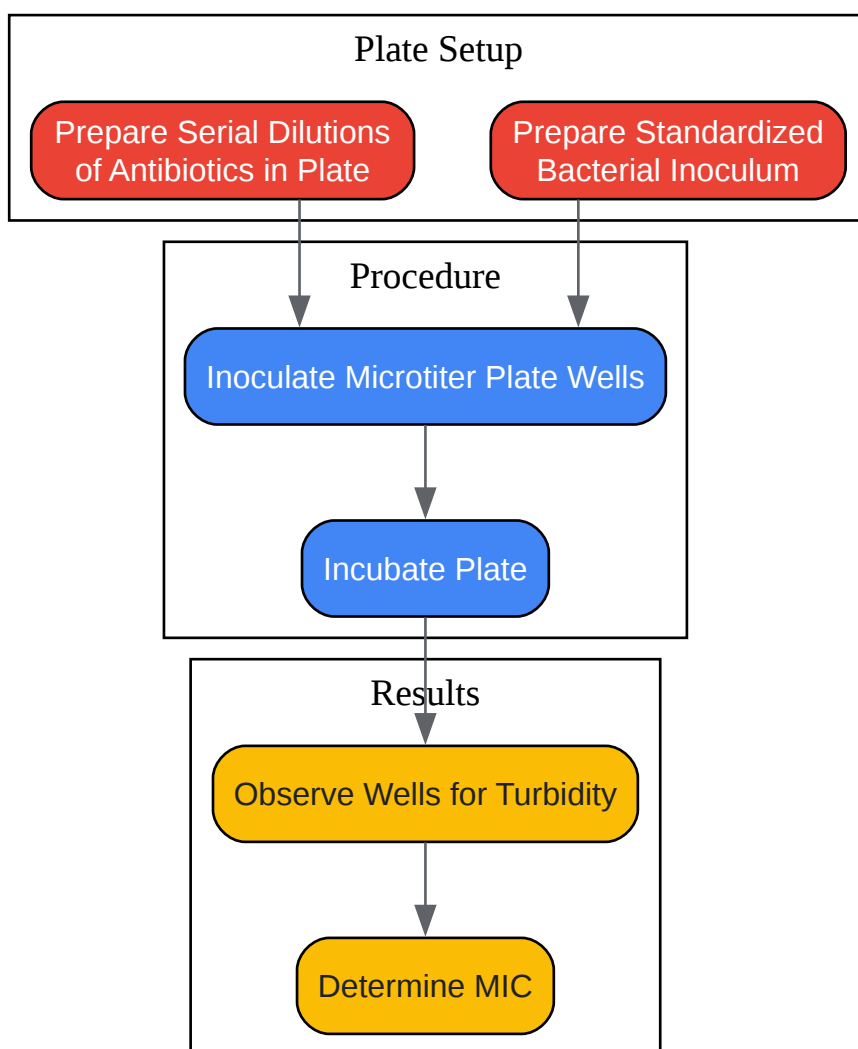 Plate Setup
Prepare Serial Dilutions
of Antibiotics in Plate
Prepare Standardized
Bacterial Inoculum
Procedure
Inoculate Microtiter Plate Wells
Incubate Plate
Results
Observe Wells for Turbidity
Determine MIC